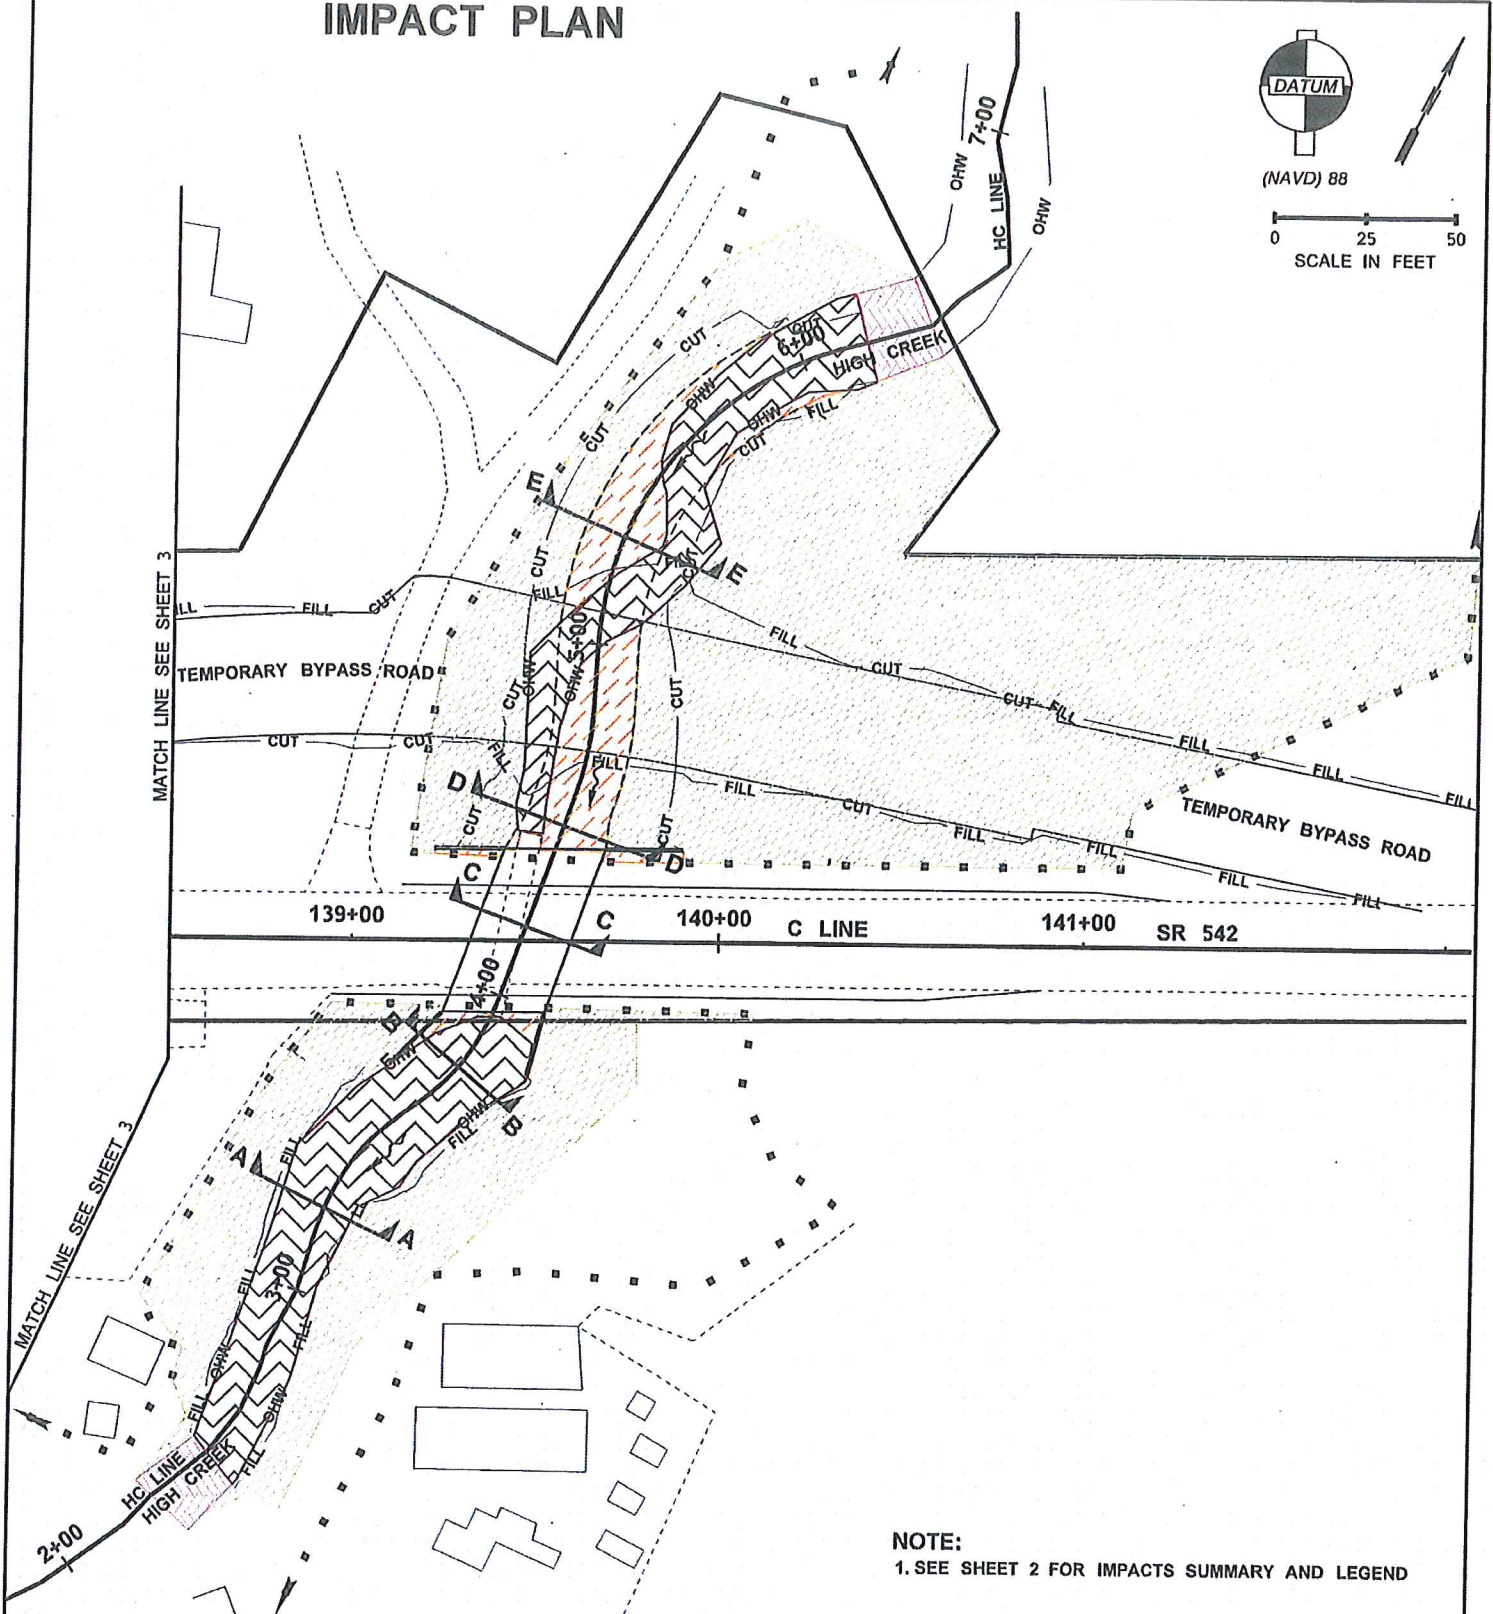 IMPACT PLAN
DATUM
(NAVD) 88
0 25 50
SCALE IN FEET
7+00
OHW
HC LINE
OHW
CUT
CUT
6+00
HIGH CREEK
OHW
OHW
FILL
CUT
CUT
E
E
CUT
FILL
5+00
MATCH LINE SEE SHEET 3
ILL
FILL
CUT
FILL
CUT
CUT
FILL
FILL
FILL
FILL
TEMPORARY BYPASS ROAD
OHW
OHW
CUT
CUT
CUT
CUT
FILL
FILL
FILL
CUT
FILL
FILL
FILL
FILL
TEMPORARY BYPASS ROAD
D
D
CUT
CUT
C
C
139+00
140+00
C LINE
141+00
SR 542
4+00
B
B
OHW
OHW
FILL
FILL
A
A
MATCH LINE SEE SHEET 3
FILL
3+00
FILL
OHW
OHW
FILL
FILL
HC LINE
HIGH CREEK
2+00
NOTE:
1. SEE SHEET 2 FOR IMPACTS SUMMARY AND LEGEND